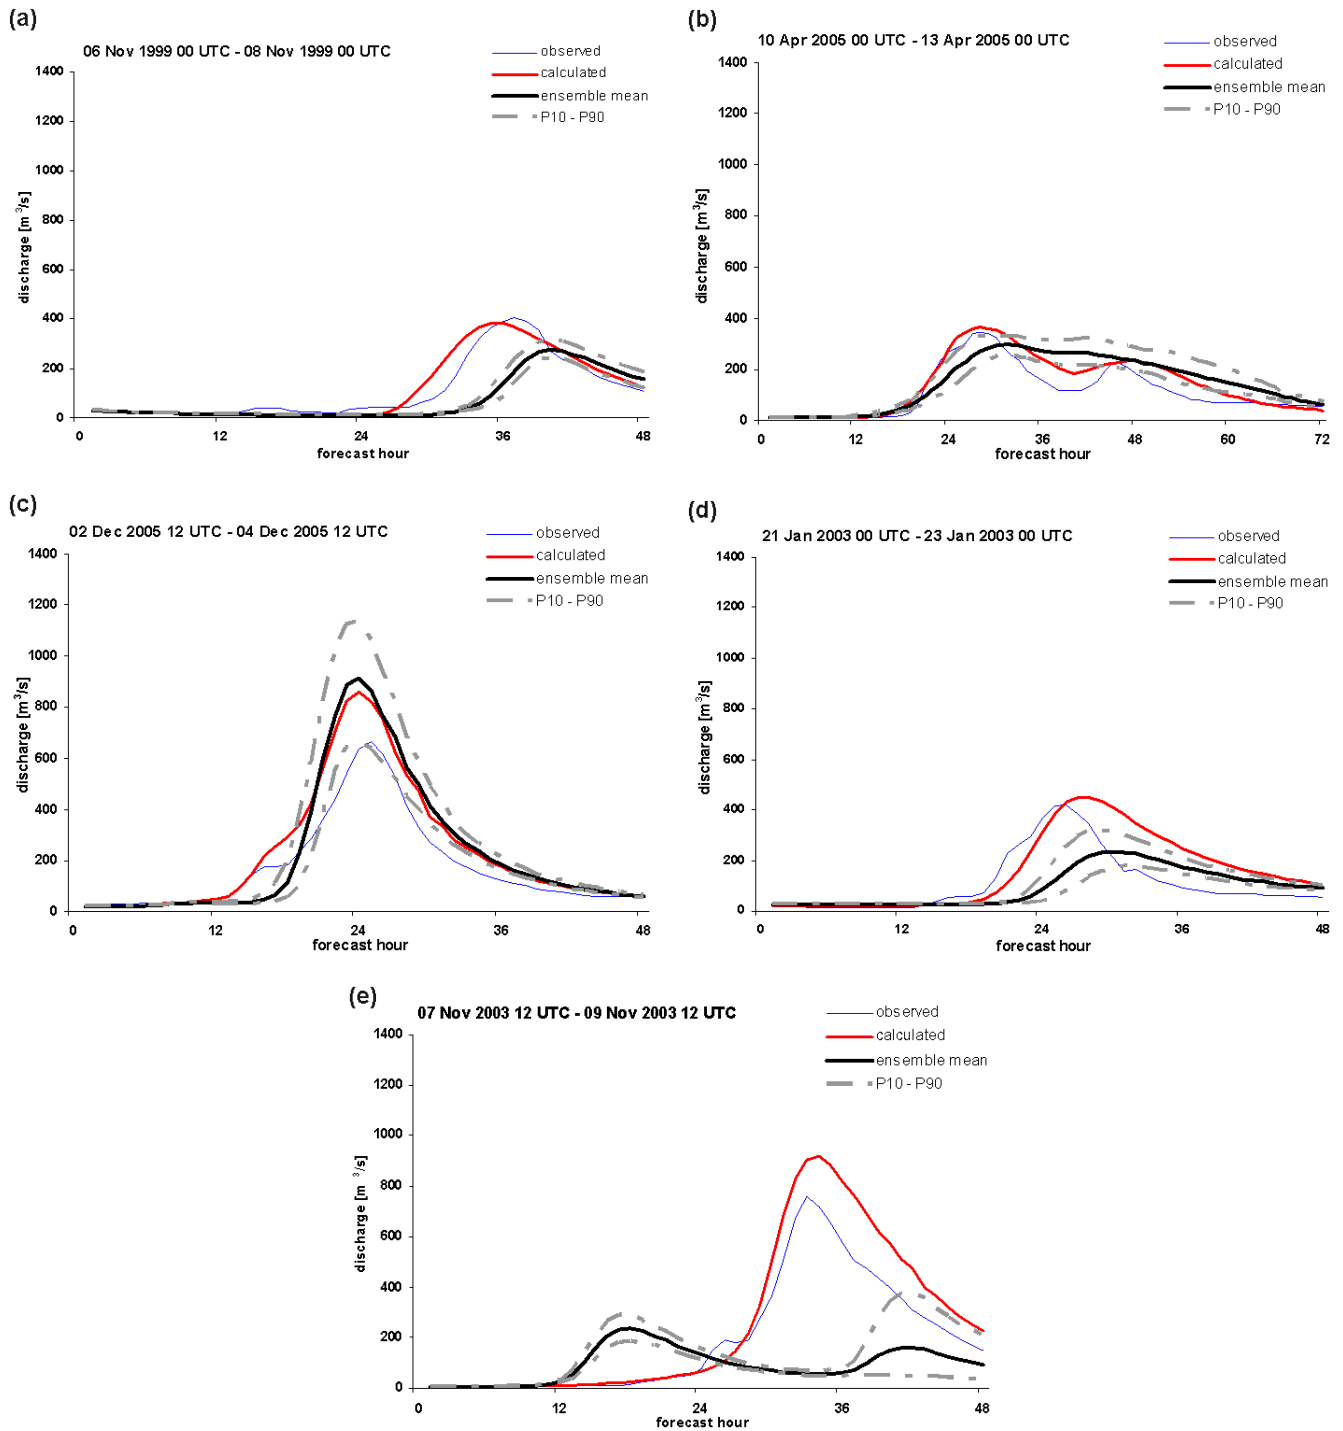 (a)
06 Nov 1999 00 UTC - 08 Nov 1999 00 UTC
observed
calculated
ensemble mean
P10 - P90
1400
1200
1000
800
600
400
200
0
discharge [m³/s]
0 12 24 36 48
forecast hour
(b)
10 Apr 2005 00 UTC - 13 Apr 2005 00 UTC
observed
calculated
ensemble mean
P10 - P90
1400
1200
1000
800
600
400
200
0
discharge [m³/s]
0 12 24 36 48 60 72
forecast hour
(c)
02 Dec 2005 12 UTC - 04 Dec 2005 12 UTC
observed
calculated
ensemble mean
P10 - P90
1400
1200
1000
800
600
400
200
0
discharge [m³/s]
0 12 24 36 48
forecast hour
(d)
21 Jan 2003 00 UTC - 23 Jan 2003 00 UTC
observed
calculated
ensemble mean
P10 - P90
1400
1200
1000
800
600
400
200
0
discharge [m³/s]
0 12 24 36 48
forecast hour
(e)
07 Nov 2003 12 UTC - 09 Nov 2003 12 UTC
observed
calculated
ensemble mean
P10 - P90
1400
1200
1000
800
600
400
200
0
discharge [m³/s]
0 12 24 36 48
forecast hour